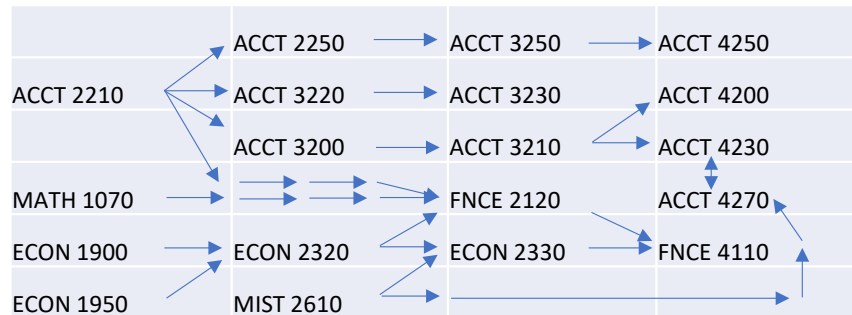 ACCT 2250 ACCT 3250 ACCT 4250
ACCT 2210 ACCT 3220 ACCT 3230 ACCT 4200
ACCT 3200 ACCT 3210 ACCT 4230
MATH 1070 FNCE 2120 ACCT 4270
ECON 1900 ECON 2320 ECON 2330 FNCE 4110
ECON 1950 MIST 2610